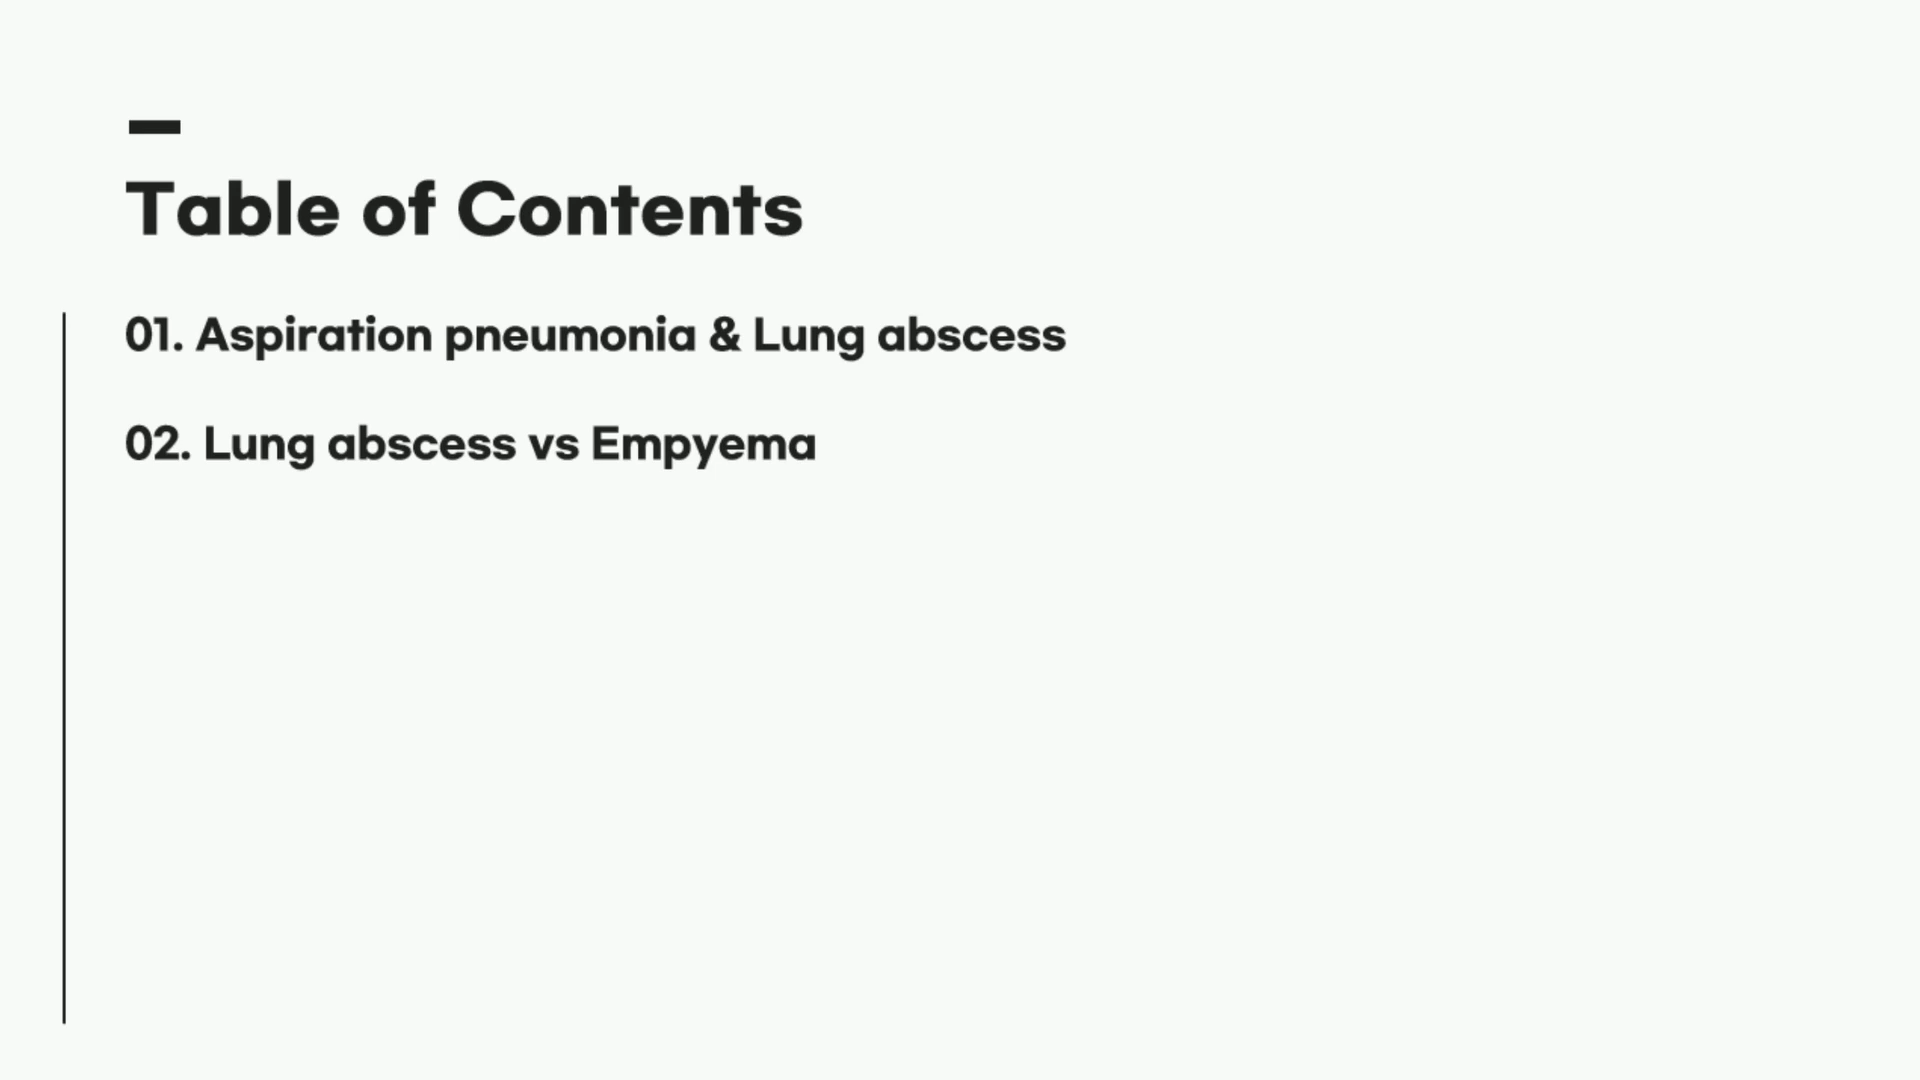 Table of Contents
01. Aspiration pneumonia & Lung abscess
02. Lung abscess vs Empyema